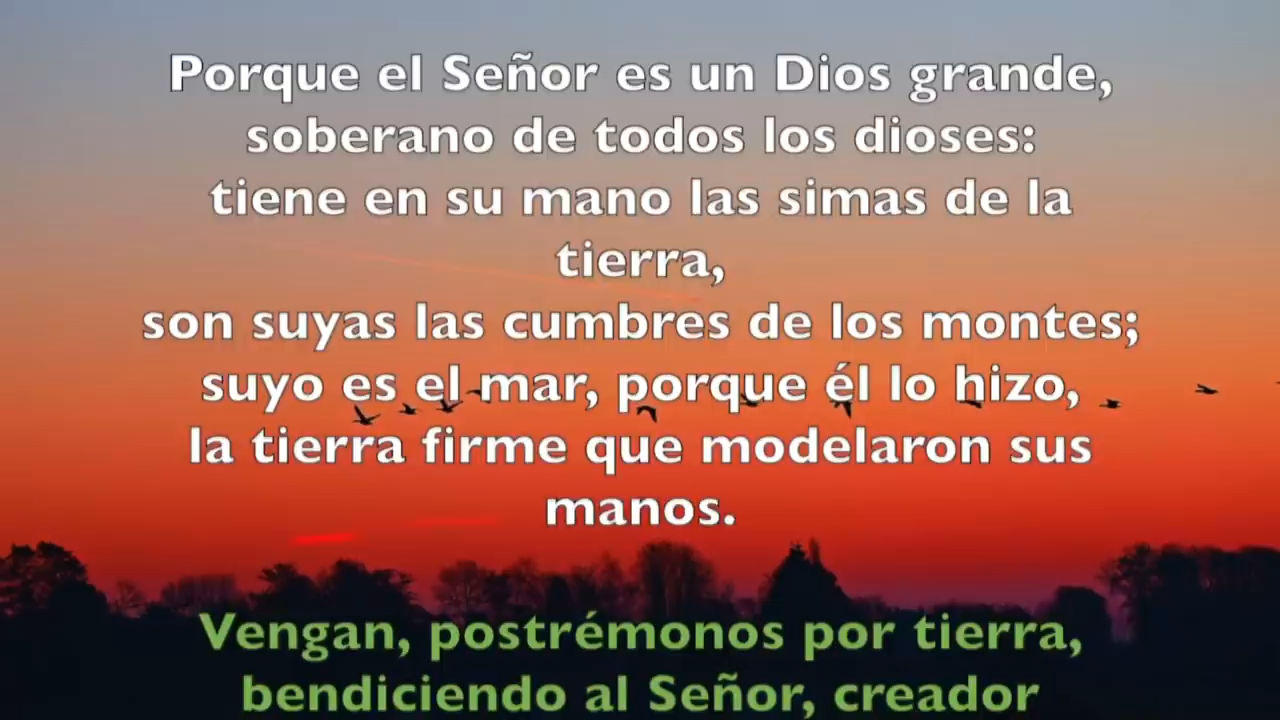 Porque el Señor es un Dios grande,
soberano de todos los dioses:
tiene en su mano las simas de la
tierra,
son suyas las cumbres de los montes;
suyo es el mar, porque él lo hizo,
la tierra firme que modelaron sus
manos.
Vengan, postrémonos por tierra,
bendiciendo al Señor, creador